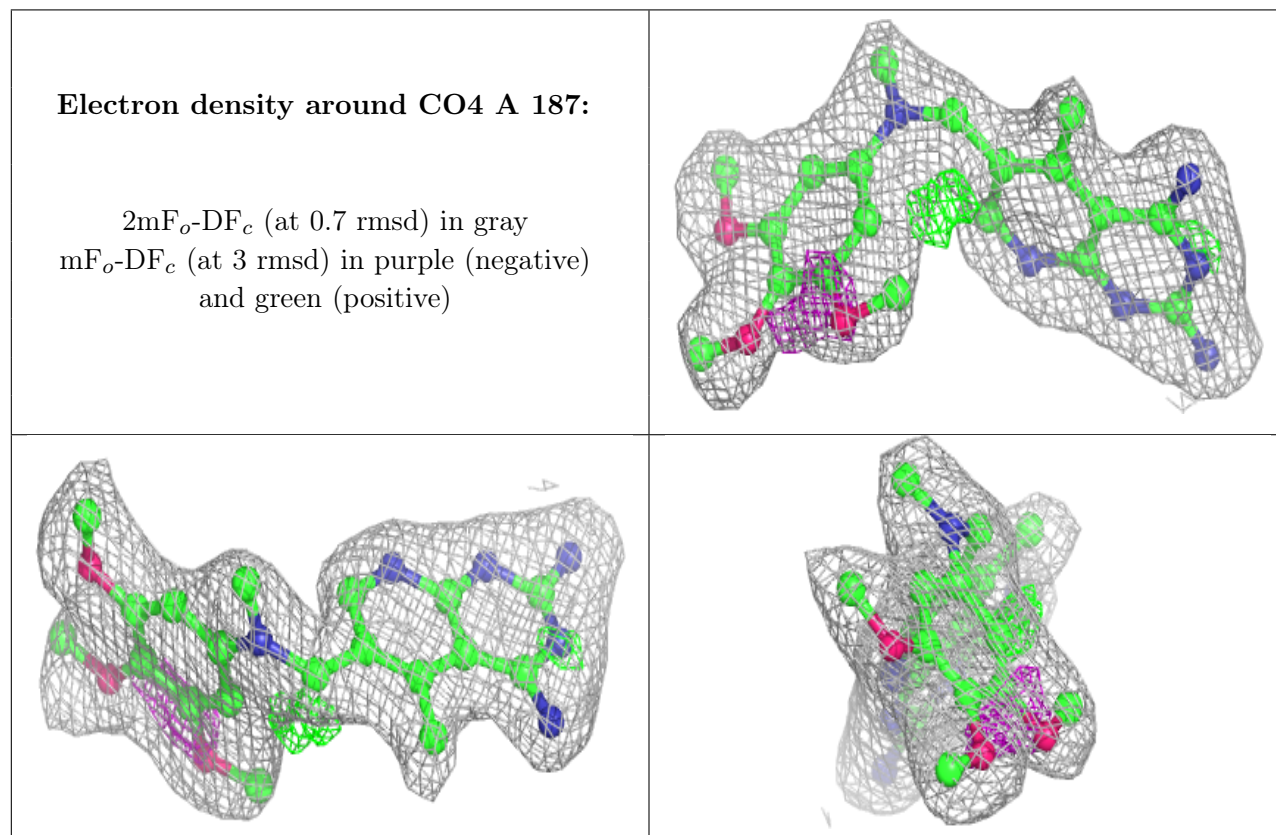 Electron density around CO4 A 187:
2mFo-DFc (at 0.7 rmsd) in gray
mFo-DFc (at 3 rmsd) in purple (negative)
and green (positive)